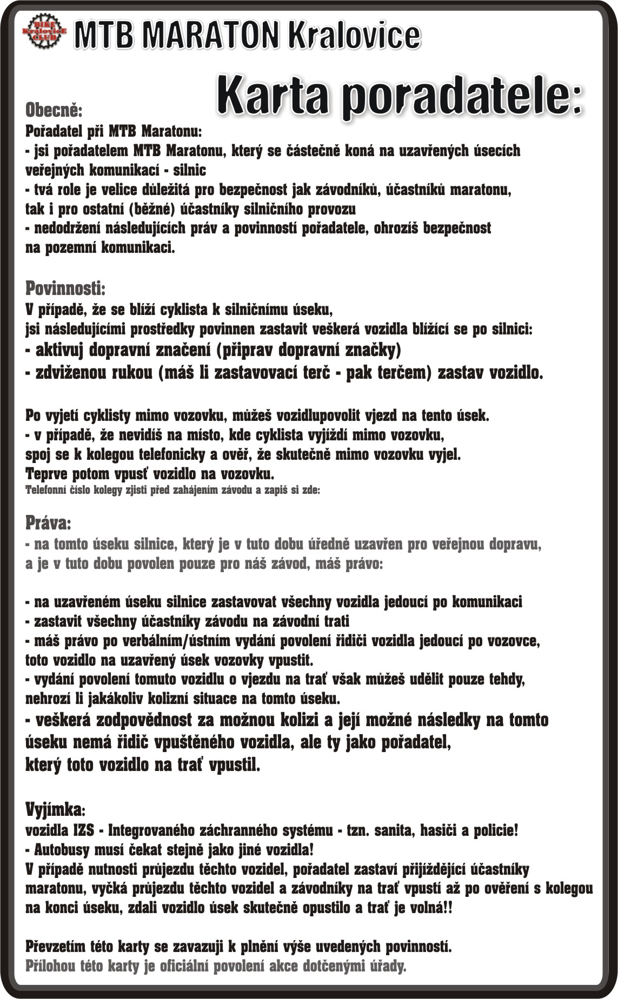 BIKE
KralovicE
CLUB
MTB MARATON Kralovice
Karta poradatele:
Obecně:
Pořadatel při MTB Maratonu:
- jsi pořadatelem MTB Maratonu, který se částečně koná na uzavřených úsecích
veřejných komunikací - silnic
- tvá role je velice důležitá pro bezpečnost jak závodníků, účastníků maratonu,
tak i pro ostatní (běžné) účastníky silničního provozu
- nedodržení následujících práv a povinností pořadatele, ohrozíš bezpečnost
na pozemní komunikaci.
Povinnosti:
V případě, že se blíží cyklista k silničnímu úseku,
jsi následujícími prostředky povinnen zastavit veškerá vozidla blížící se po silnici:
- aktivuj dopravní značení (připrav dopravní značky)
- zdviženou rukou (máš li zastavovací terč - pak terčem) zastav vozidlo.
Po vyjetí cyklisty mimo vozovku, můžeš vozidlupovolit vjezd na tento úsek.
- v případě, že nevidíš na místo, kde cyklista vyjíždí mimo vozovku,
spoj se k kolegou telefonicky a ověř, že skutečně mimo vozovku vyjel.
Teprve potom vpusť vozidlo na vozovku.
Telefonní číslo kolegy zjisti před zahájením závodu a zapiš si zde:
Práva:
- na tomto úseku silnice, který je v tuto dobu úředně uzavřen pro veřejnou dopravu,
a je v tuto dobu povolen pouze pro náš závod, máš právo:
- na uzavřeném úseku silnice zastavovat všechny vozidla jedoucí po komunikaci
- zastavit všechny účastníky závodu na závodní trati
- máš právo po verbálním/ústním vydání povolení řidiči vozidla jedoucí po vozovce,
toto vozidlo na uzavřený úsek vozovky vpustit.
- vydání povolení tomuto vozidlu o vjezdu na trať však můžeš udělit pouze tehdy,
nehrozí li jakákoliv kolizní situace na tomto úseku.
- veškerá zodpovědnost za možnou kolizi a její možné následky na tomto
úseku nemá řidič vpuštěného vozidla, ale ty jako pořadatel,
který toto vozidlo na trať vpustil.
Vyjímka:
vozidla IZS - Integrovaného záchranného systému - tzn. sanita, hasiči a policie!
- Autobusy musí čekat stejně jako jiné vozidla!
V případě nutnosti průjezdu těchto vozidel, pořadatel zastaví přijíždějící účastníky
maratonu, vyčká průjezdu těchto vozidel a závodníky na trať vpustí až po ověření s kolegou
na konci úseku, zdali vozidlo úsek skutečně opustilo a trať je volná!!
Převzetím této karty se zavazuji k plnění výše uvedených povinností.
Přílohou této karty je oficiální povolení akce dotčenými úřady.